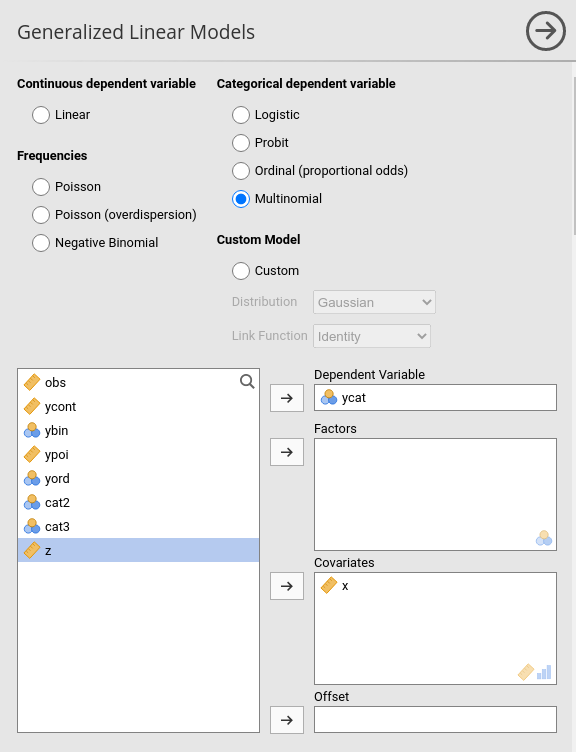 Generalized Linear Models
Continuous dependent variable
Linear
Frequencies
Poisson
Poisson (overdispersion)
Negative Binomial
Categorical dependent variable
Logistic
Probit
Ordinal (proportional odds)
Multinomial
Custom Model
Custom
Distribution Gaussian
Link Function Identity
obs
ycont
ybin
ypoi
yord
cat2
cat3
z
Dependent Variable
ycat
Factors
Covariates
x
Offset